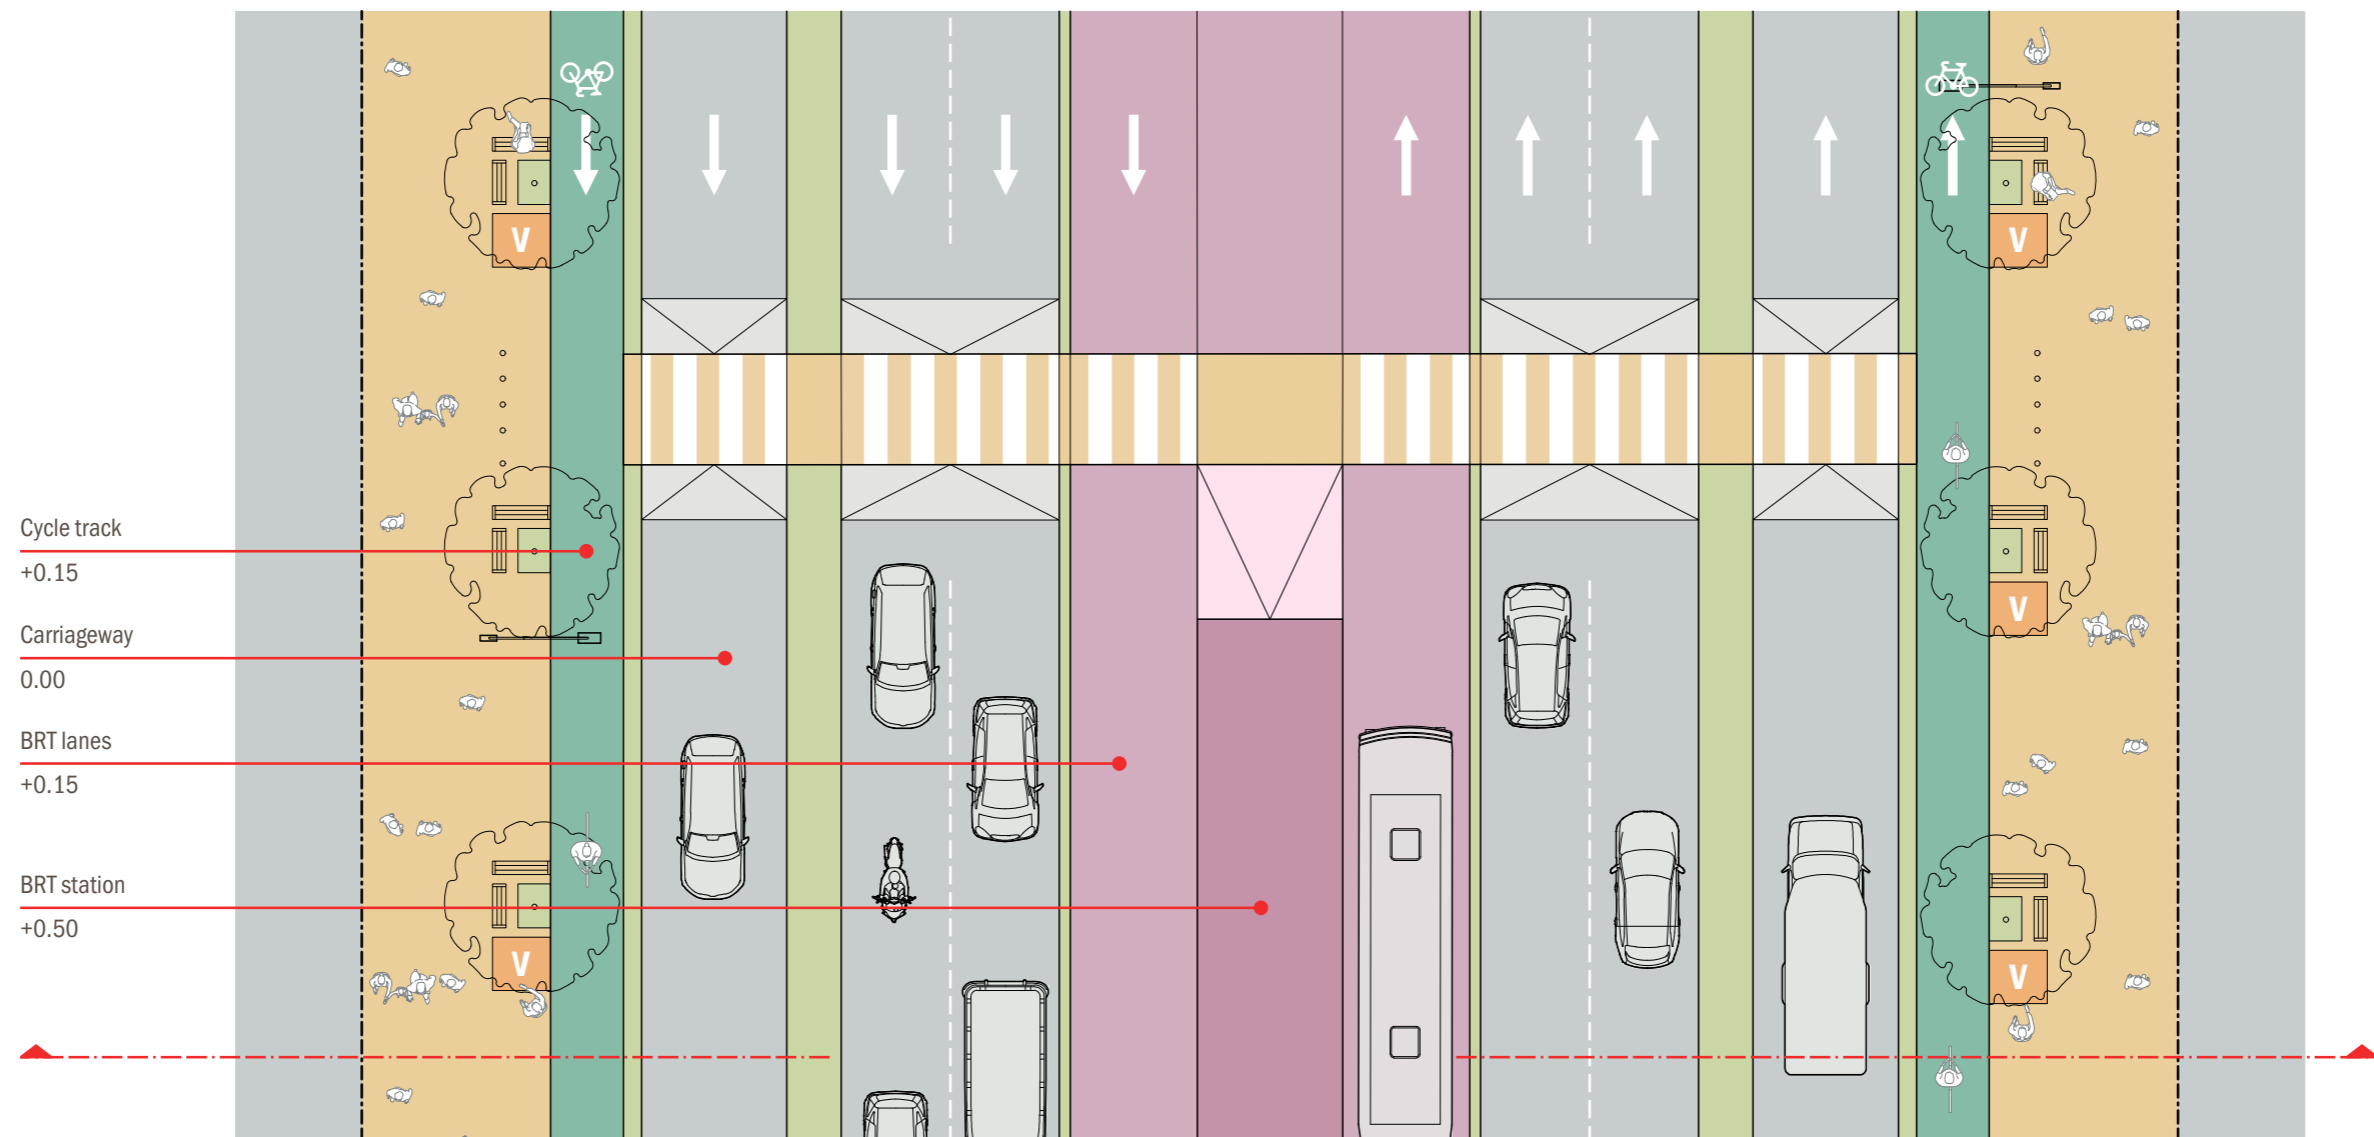 V
V
Cycle track
+0.15
V
Carriageway
0.00
BRT lanes
+0.15
BRT station
+0.50
V
V